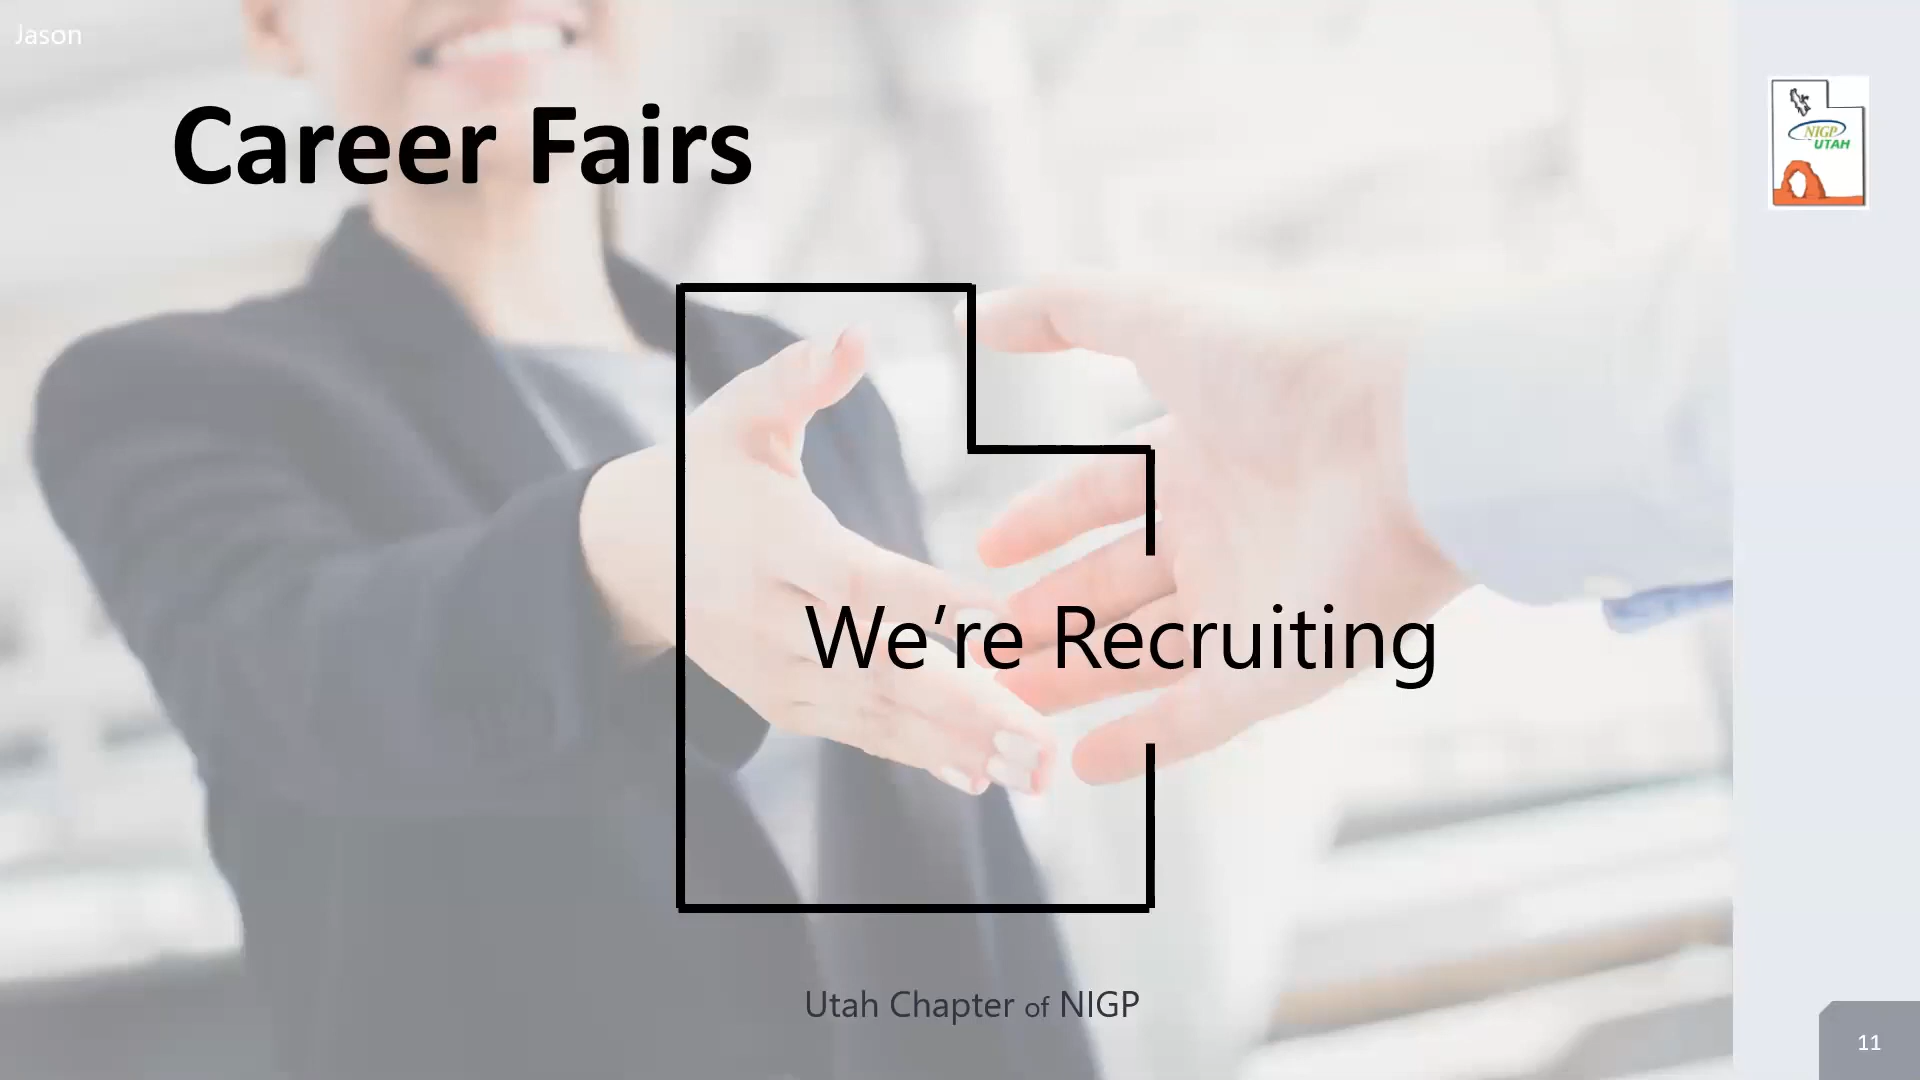 Jason
Career Fairs
NIGP
UTAH
We’re Recruiting
Utah Chapter of NIGP
11